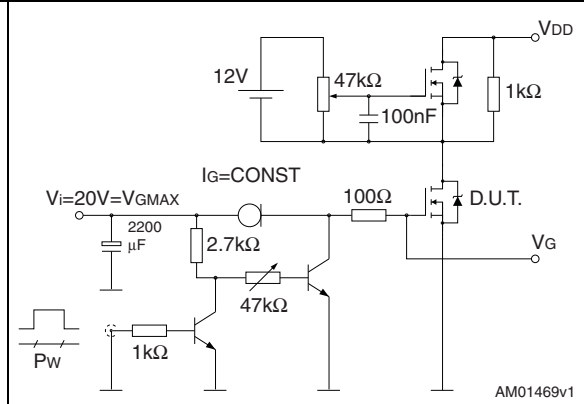 VDD
12V
47kΩ
1kΩ
100nF
IG=CONST
Vi=20V=VGMAX
100Ω
D.U.T.
2200
μF
2.7kΩ
VG
47kΩ
1kΩ
PW
AM01469v1